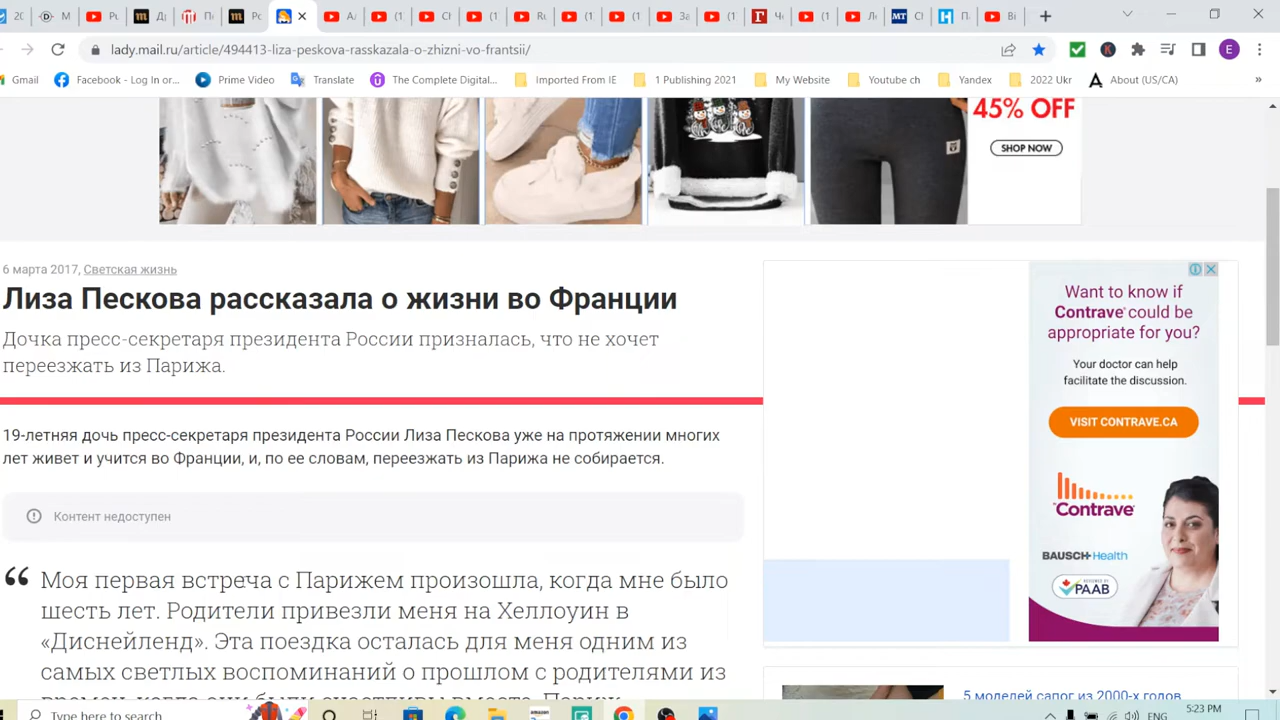 lady.mail.ru/article/494413-liza-peskova-rasskazala-o-zhizni-vo-frantsii/
E
Gmail
Facebook - Log In or...
Prime Video
Translate
The Complete Digital...
Imported From IE
1 Publishing 2021
My Website
Youtube ch
Yandex
2022 Ukr
About (US/CA)
»
45% OFF
SHOP NOW
6 марта 2017, Светская жизнь
Лиза Пескова рассказала о жизни во Франции
Дочка пресс-секретаря президента России призналась, что не хочет
переезжать из Парижа.
19-летняя дочь пресс-секретаря президента России Лиза Пескова уже на протяжении многих
лет живет и учится во Франции, и, по ее словам, переезжать из Парижа не собирается.
Контент недоступен
“ Моя первая встреча с Парижем произошла, когда мне было
шесть лет. Родители привезли меня на Хеллоуин в
«Диснейленд». Эта поездка осталась для меня одним из
самых светлых воспоминаний о прошлом с родителями из
Want to know if
Contrave could be
appropriate for you?
Your doctor can help
facilitate the discussion.
VISIT CONTRAVE.CA
Contrave
BAUSCH+Health
PAAB
5 моделей сапог из 2000-х годов
Type here to search
ENG
5:23 PM